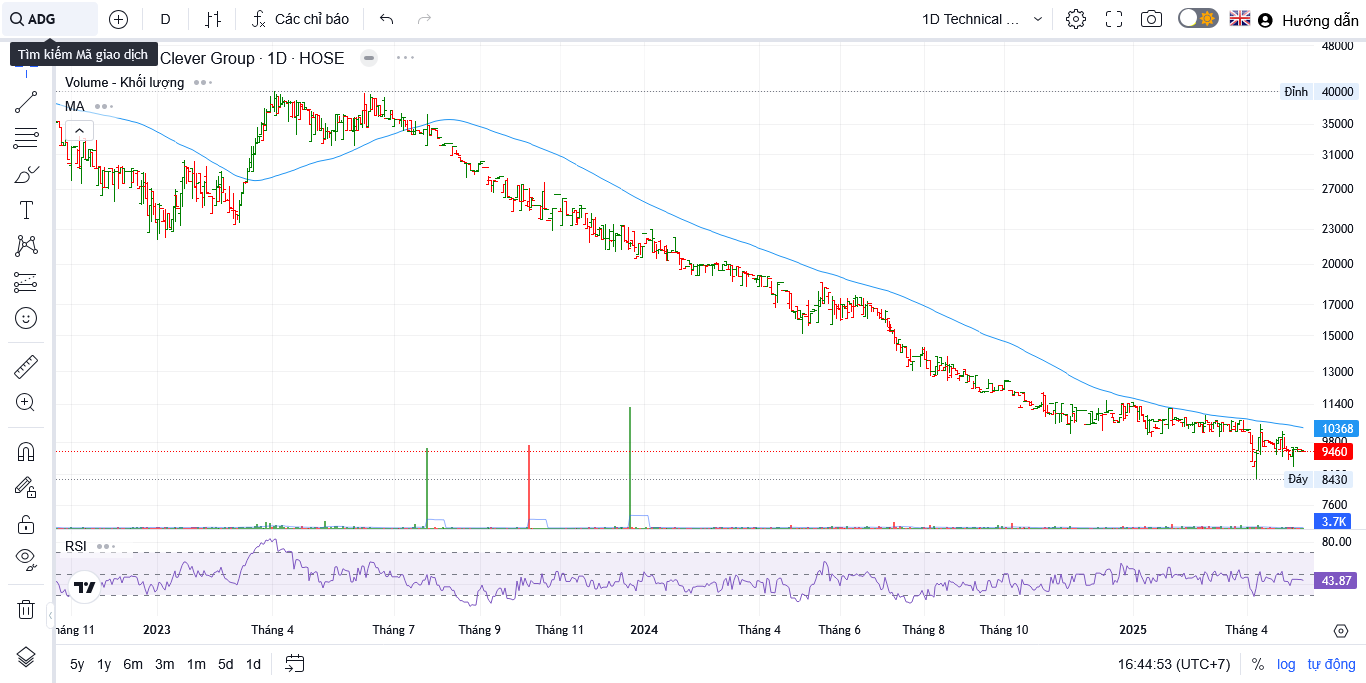 ADG
D
Các chỉ báo
1D Technical ...
Hướng dẫn
Tìm kiếm Mã giao dịch
Clever Group · 1D · HOSE
Volume - Khối lượng
MA
48000
Đỉnh 40000
35000
31000
27000
23000
20000
17000
15000
13000
11400
10368
9800
9460
Đáy 8430
7600
3.7K
RSI
80.00
43.87
háng 11 2023 Tháng 4 Tháng 7 Tháng 9 Tháng 11 2024 Tháng 4 Tháng 6 Tháng 8 Tháng 10 2025 Tháng 4
5y 1y 6m 3m 1m 5d 1d
16:44:53 (UTC+7) % log tự động